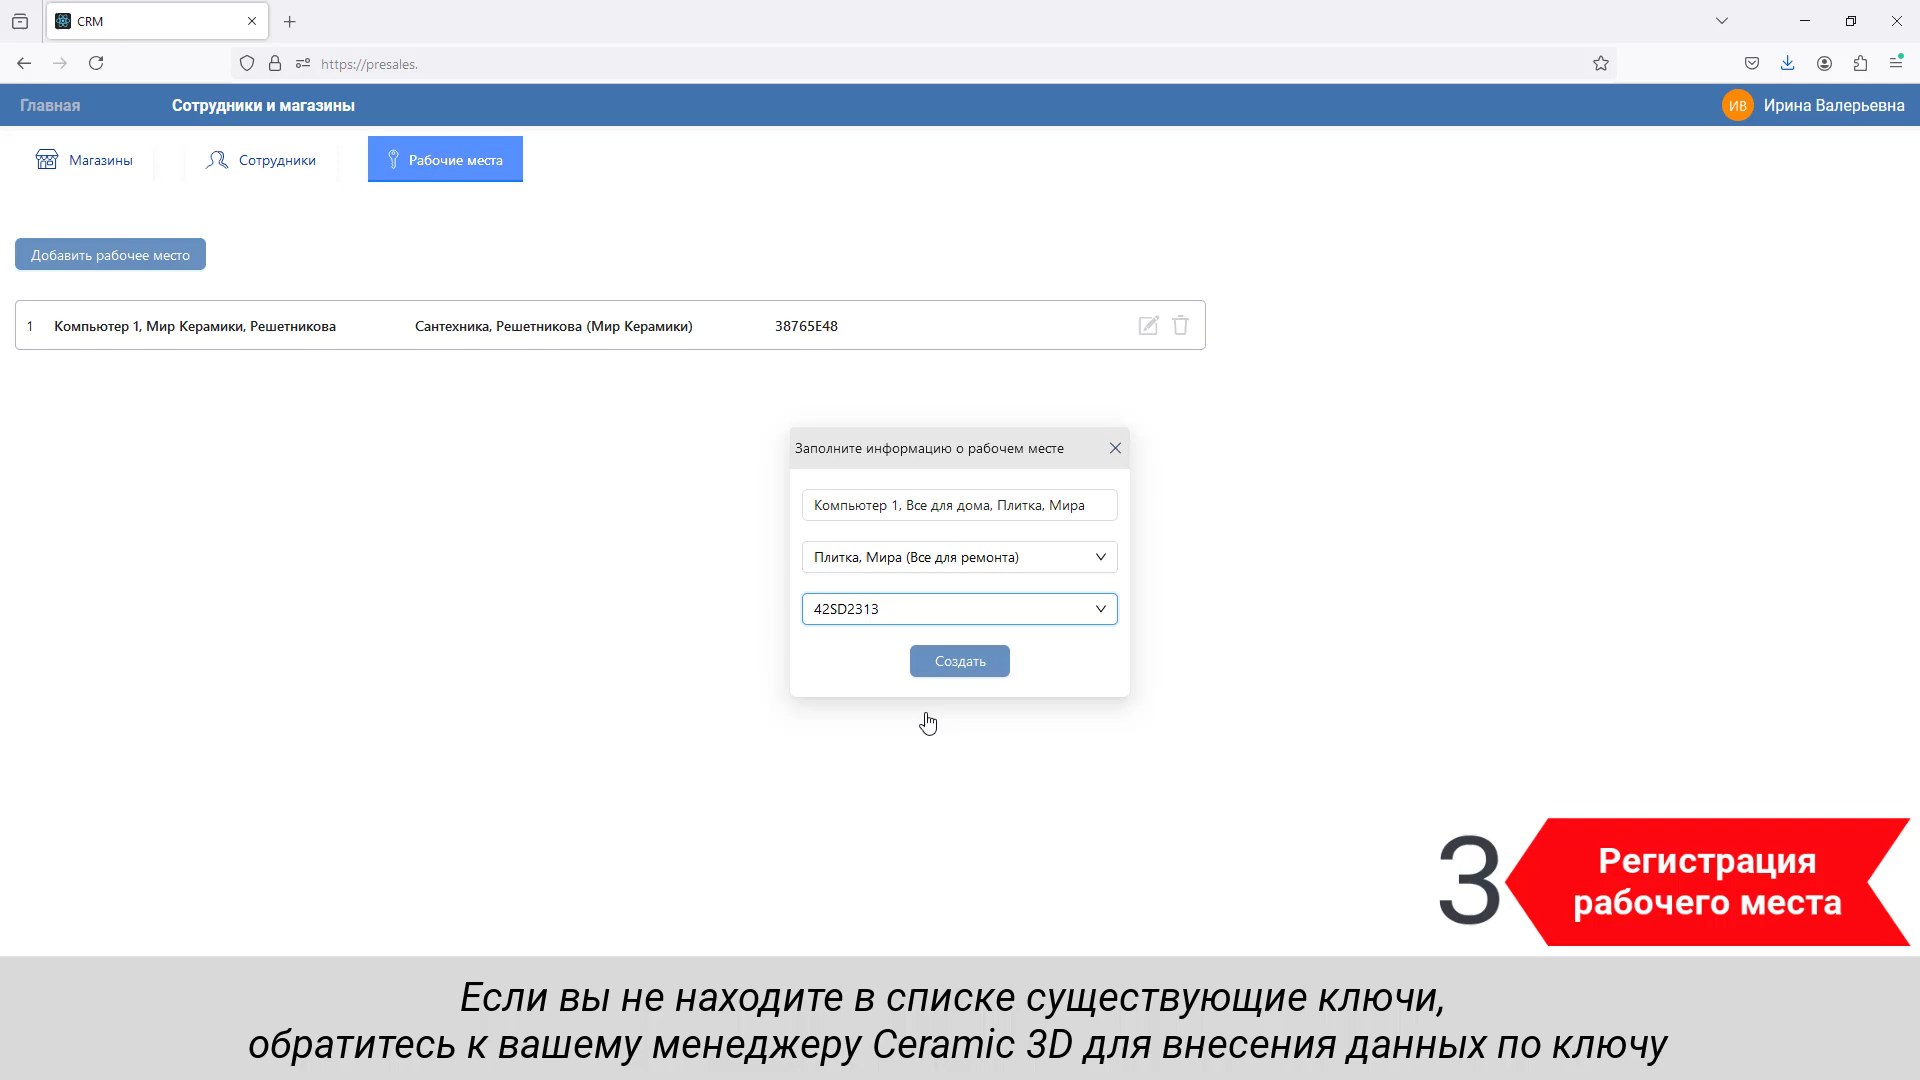 CRM
https://presales.
Главная
Сотрудники и магазины
ИВ
Ирина Валерьевна
Магазины
Сотрудники
Рабочие места
Добавить рабочее место
1 Компьютер 1, Мир Керамики, Решетникова Сантехника, Решетникова (Мир Керамики) 38765E48
Заполните информацию о рабочем месте
Компьютер 1, Все для дома, Плитка, Мира
Плитка, Мира (Все для ремонта)
42SD2313
Создать
3
Регистрация
рабочего места
Если вы не находите в списке существующие ключи,
обратитесь к вашему менеджеру Ceramic 3D для внесения данных по ключу